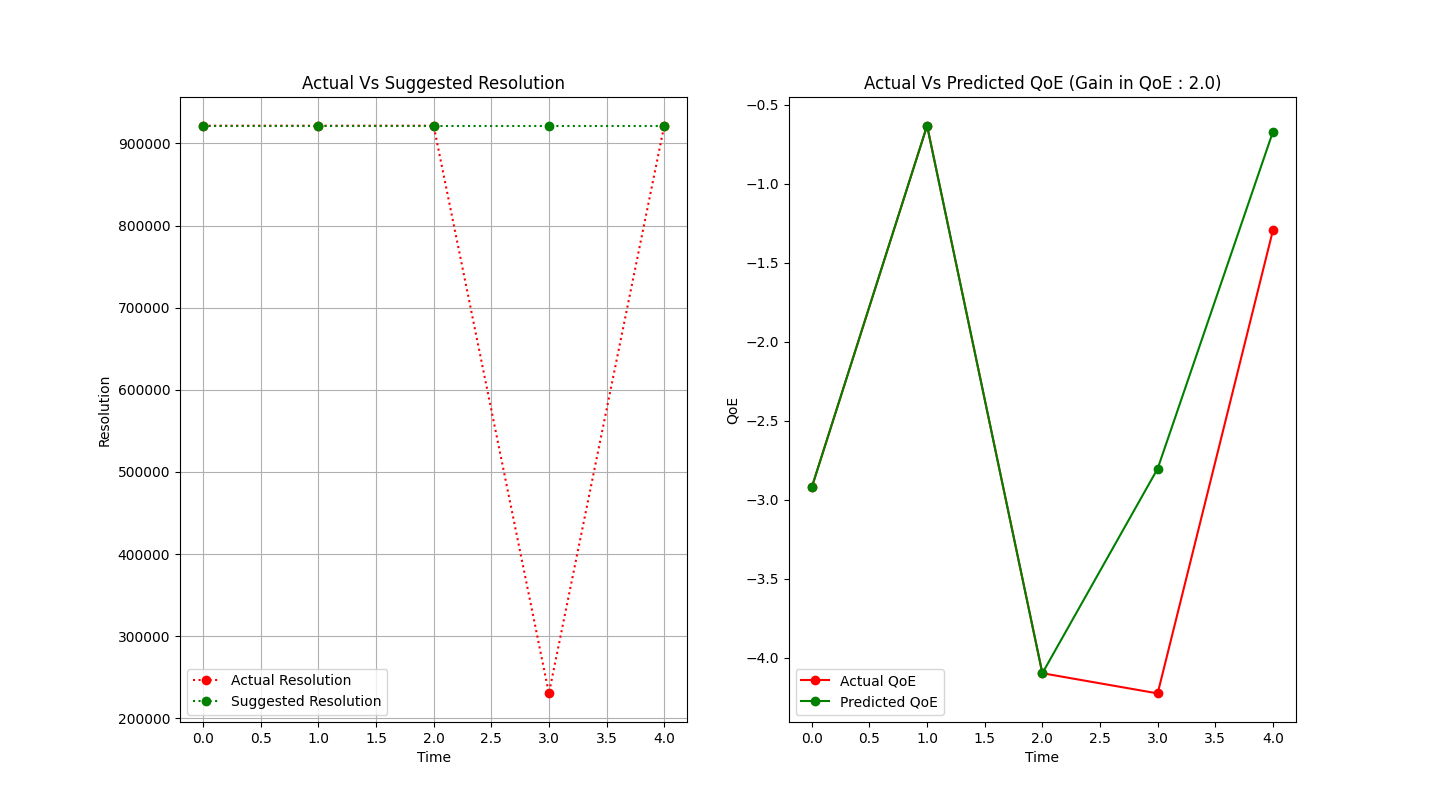 Actual Vs Suggested Resolution
Resolution
900000
800000
700000
600000
500000
400000
300000
200000
Actual Resolution
Suggested Resolution
0.0 0.5 1.0 1.5 2.0 2.5 3.0 3.5 4.0
Time
Actual Vs Predicted QoE (Gain in QoE : 2.0)
QoE
−0.5
−1.0
−1.5
−2.0
−2.5
−3.0
−3.5
−4.0
Actual QoE
Predicted QoE
0.0 0.5 1.0 1.5 2.0 2.5 3.0 3.5 4.0
Time